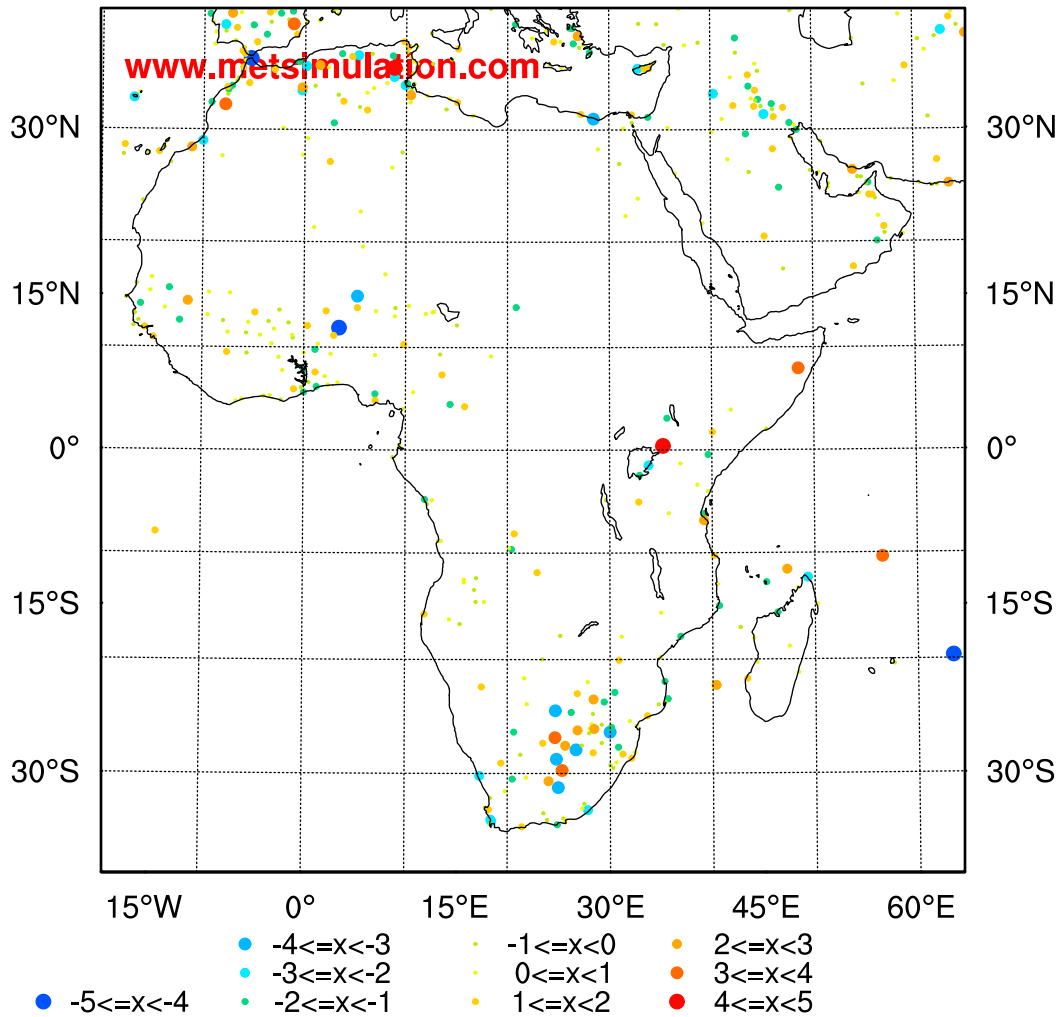 www.metsimulation.com
30°N 30°N
15°N 15°N
0° 0°
15°S 15°S
30°S 30°S
15°W 0° 15°E 30°E 45°E 60°E
-4<=x<-3 -1<=x<0 2<=x<3
-3<=x<-2 0<=x<1 3<=x<4
-5<=x<-4 -2<=x<-1 1<=x<2 4<=x<5